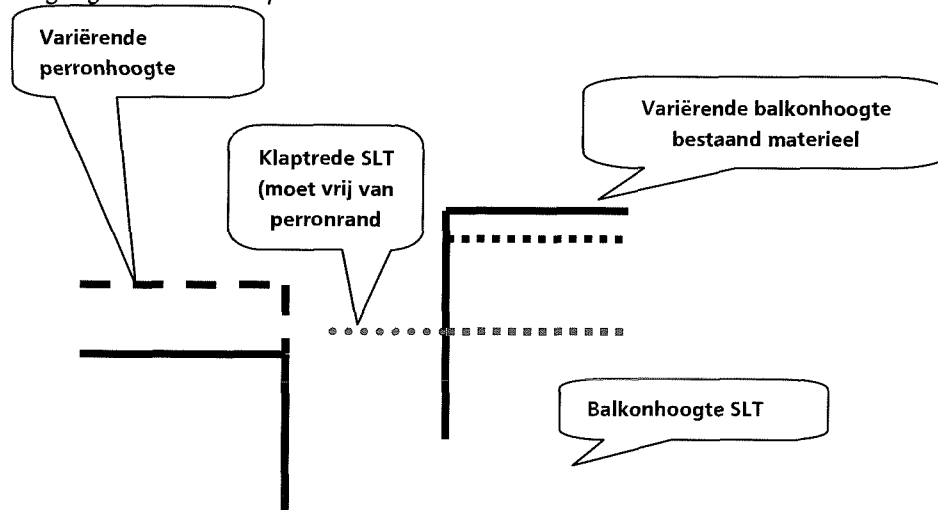 Variërende
perronhoogte
Variërende balkonhoogte
bestaand materieel
Klaptrede SLT
(moet vrij van
perronrand
Balkonhoogte SLT